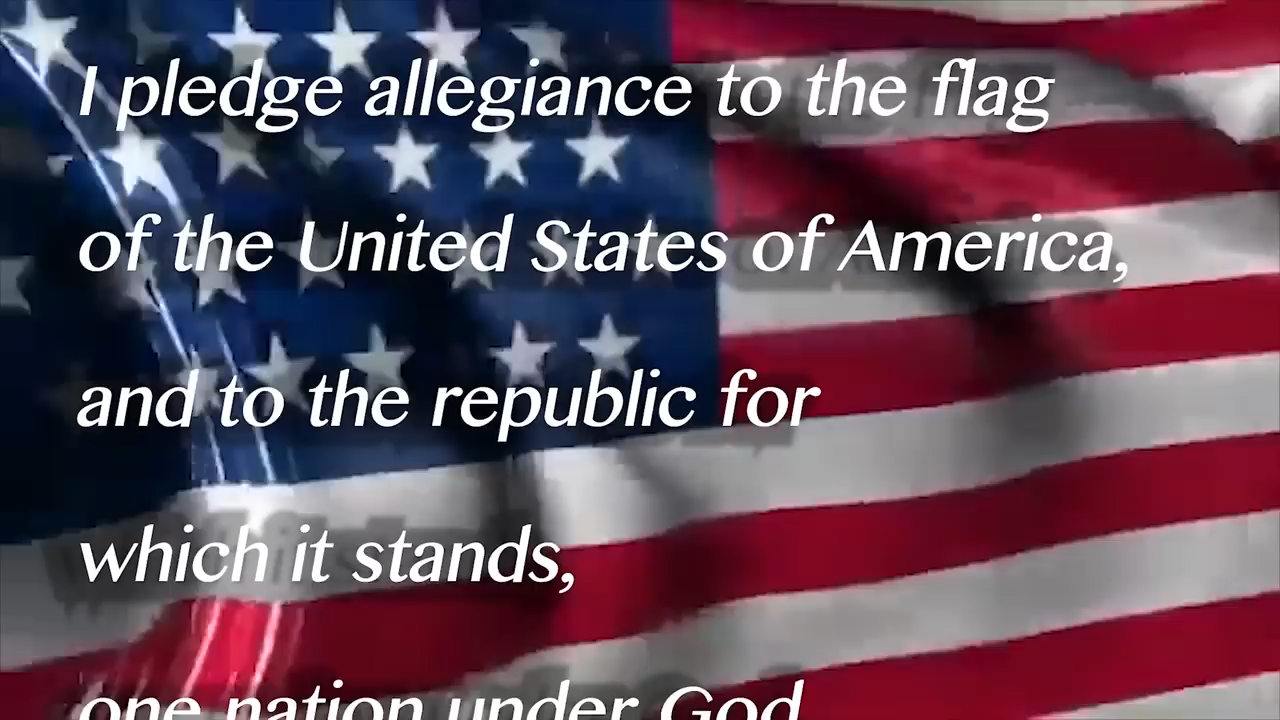 I pledge allegiance to the flag
of the United States of America,
and to the republic for
which it stands,
one nation under God